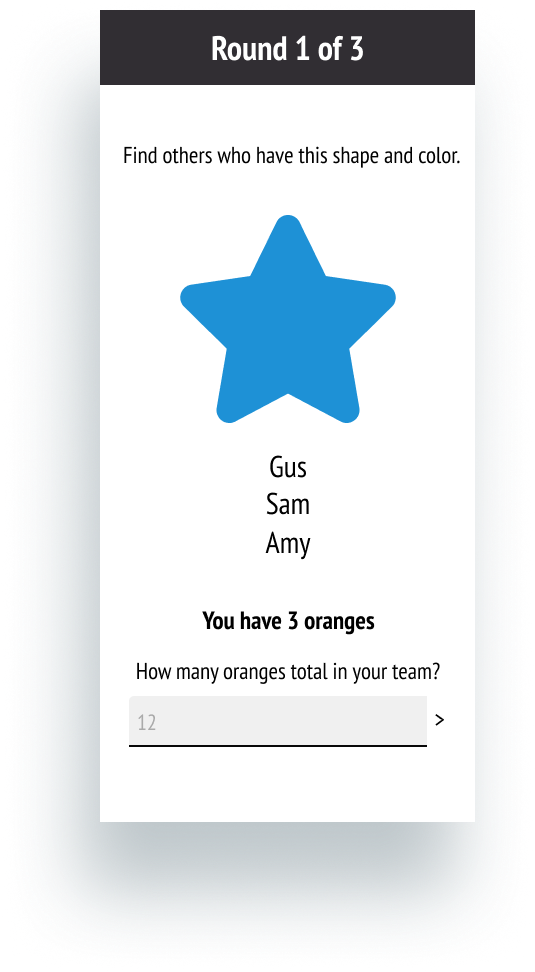 Round 1 of 3
Find others who have this shape and color.
Gus
Sam
Amy
You have 3 oranges
How many oranges total in your team?
12 >